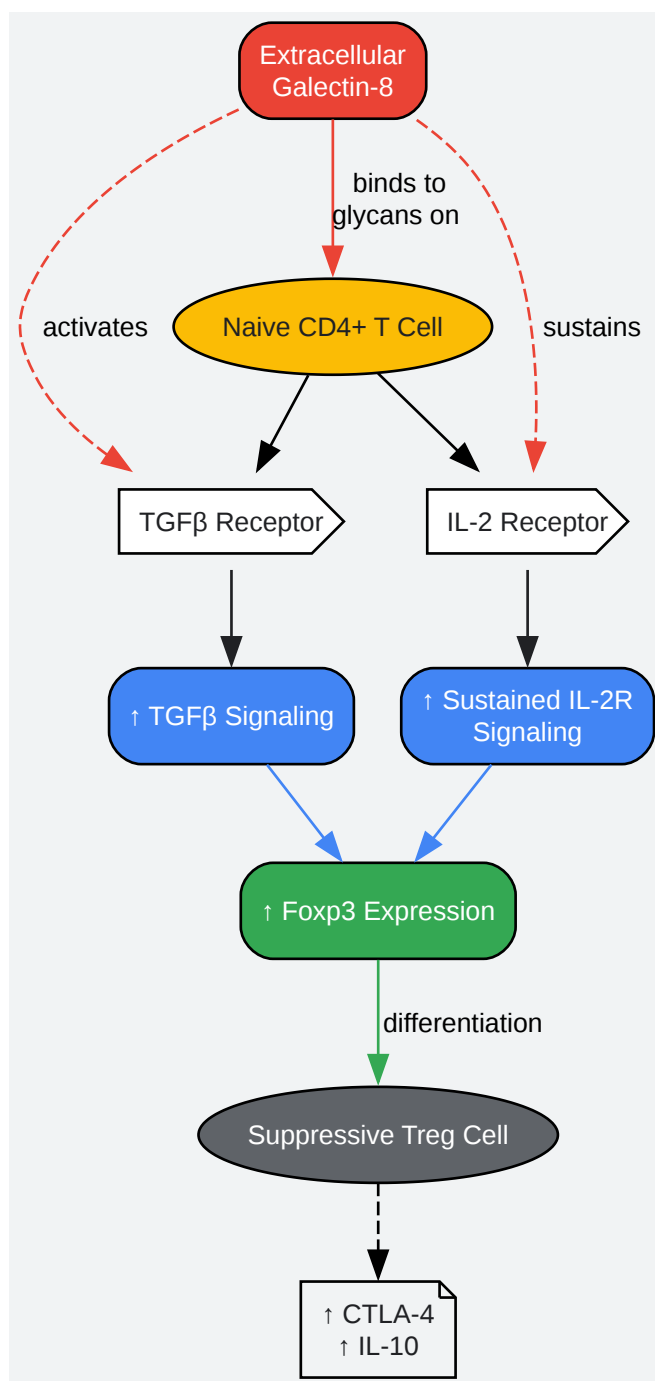 Extracellular
Galectin-8
binds to
glycans on
activates
Naive CD4+ T Cell
sustains
TGFβ Receptor
IL-2 Receptor
↑ TGFβ Signaling
↑ Sustained IL-2R
Signaling
↑ Foxp3 Expression
differentiation
Suppressive Treg Cell
↑ CTLA-4
↑ IL-10